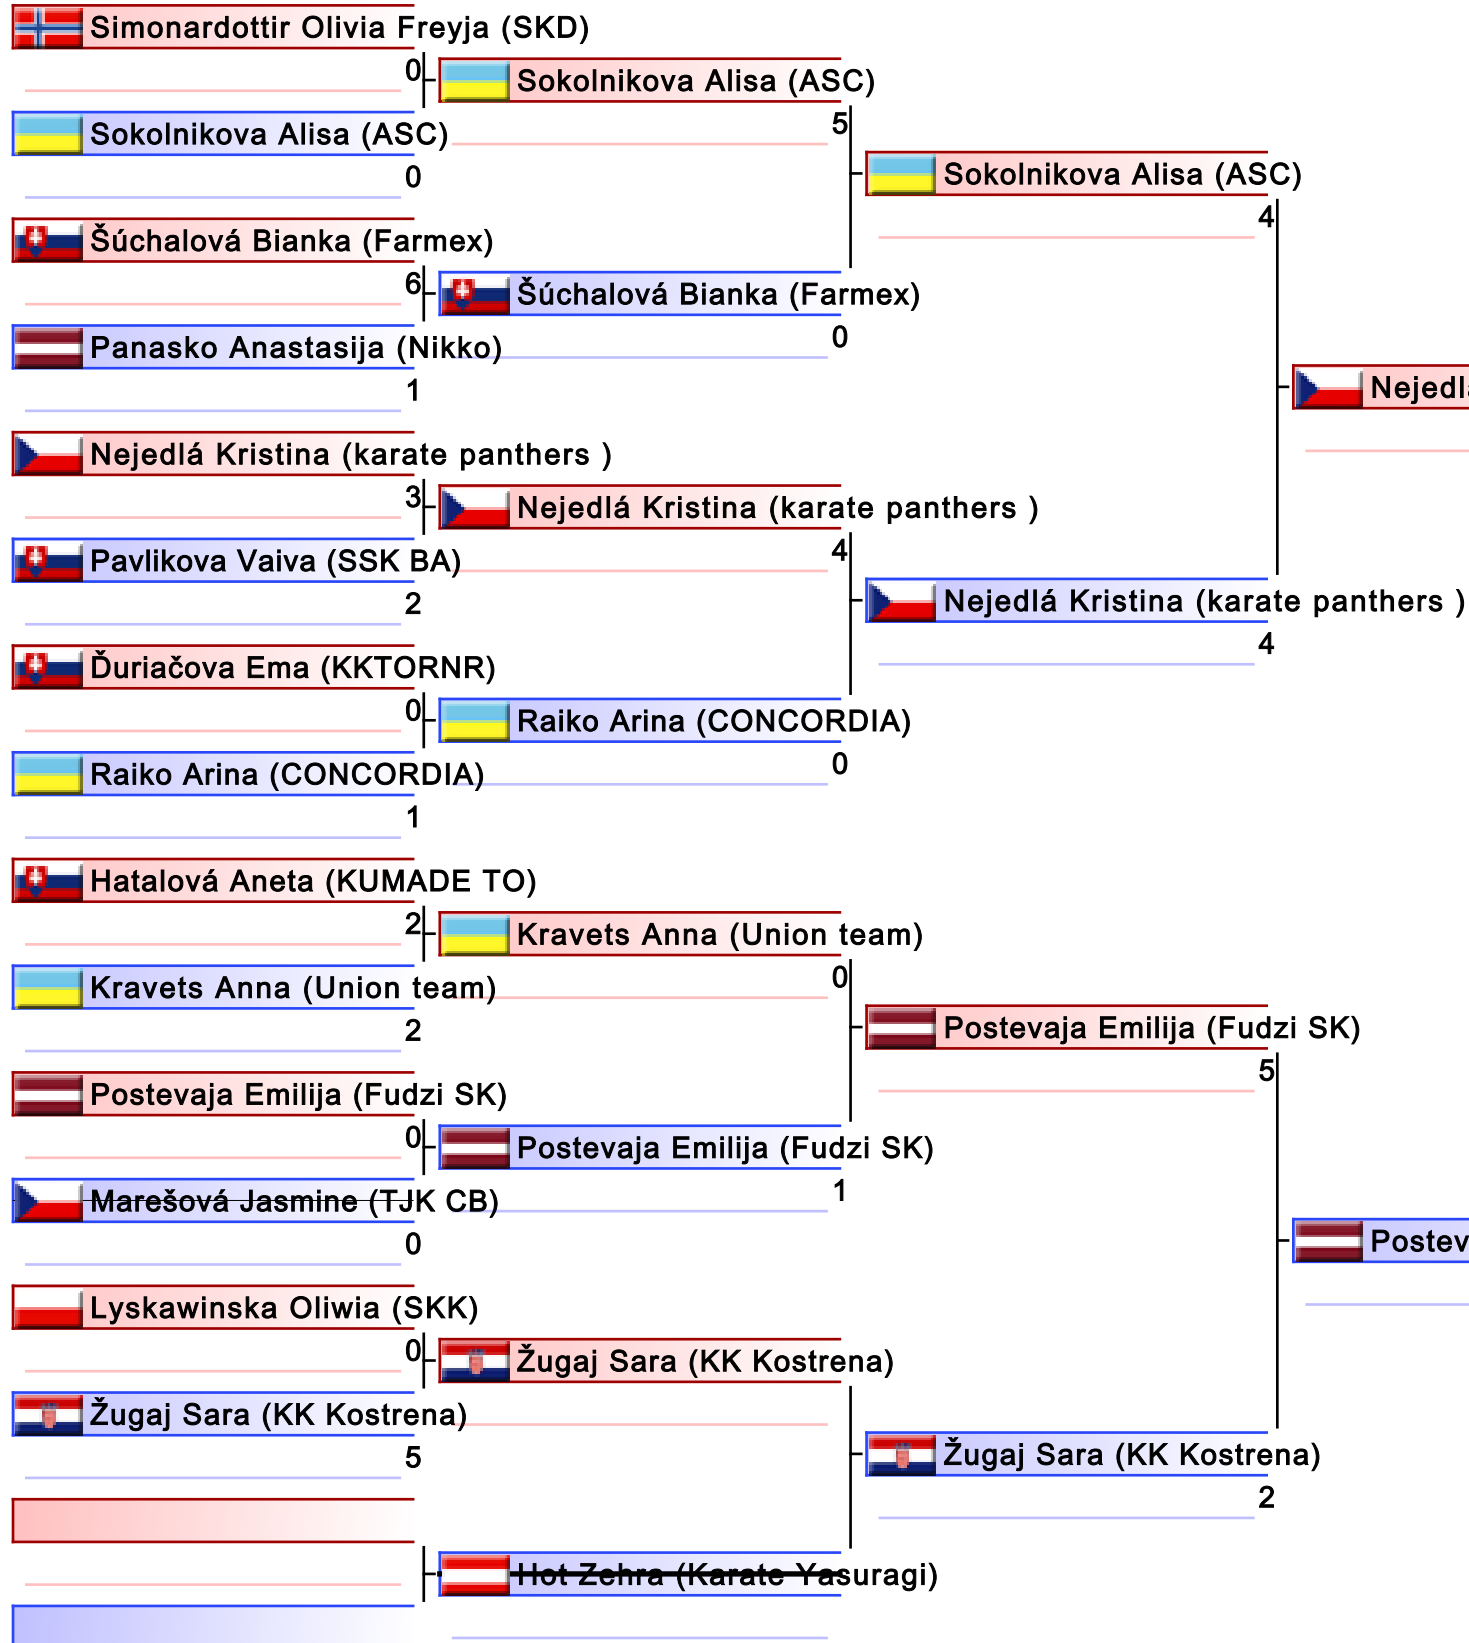 Simonardottir Olivia Freyja (SKD)
0
Sokolnikova Alisa (ASC)
5
Sokolnikova Alisa (ASC)
0
Sokolnikova Alisa (ASC)
4
Šúchalová Bianka (Farmex)
6
Šúchalová Bianka (Farmex)
0
Panasko Anastasija (Nikko)
1
Nejedl
Nejedlá Kristina (karate panthers )
3
Nejedlá Kristina (karate panthers )
4
Pavlikova Vaiva (SSK BA)
2
Nejedlá Kristina (karate panthers )
4
Ďuriačova Ema (KKTORNR)
0
Raiko Arina (CONCORDIA)
0
Raiko Arina (CONCORDIA)
1
Hatalová Aneta (KUMADE TO)
2
Kravets Anna (Union team)
0
Kravets Anna (Union team)
2
Postevaja Emilija (Fudzi SK)
5
Postevaja Emilija (Fudzi SK)
0
Postevaja Emilija (Fudzi SK)
1
Marešová Jasmine (TJK CB)
0
Postev
Lyskawinska Oliwia (SKK)
0
Žugaj Sara (KK Kostrena)
Žugaj Sara (KK Kostrena)
5
Žugaj Sara (KK Kostrena)
2
Hot Zehra (Karate Yasuragi)